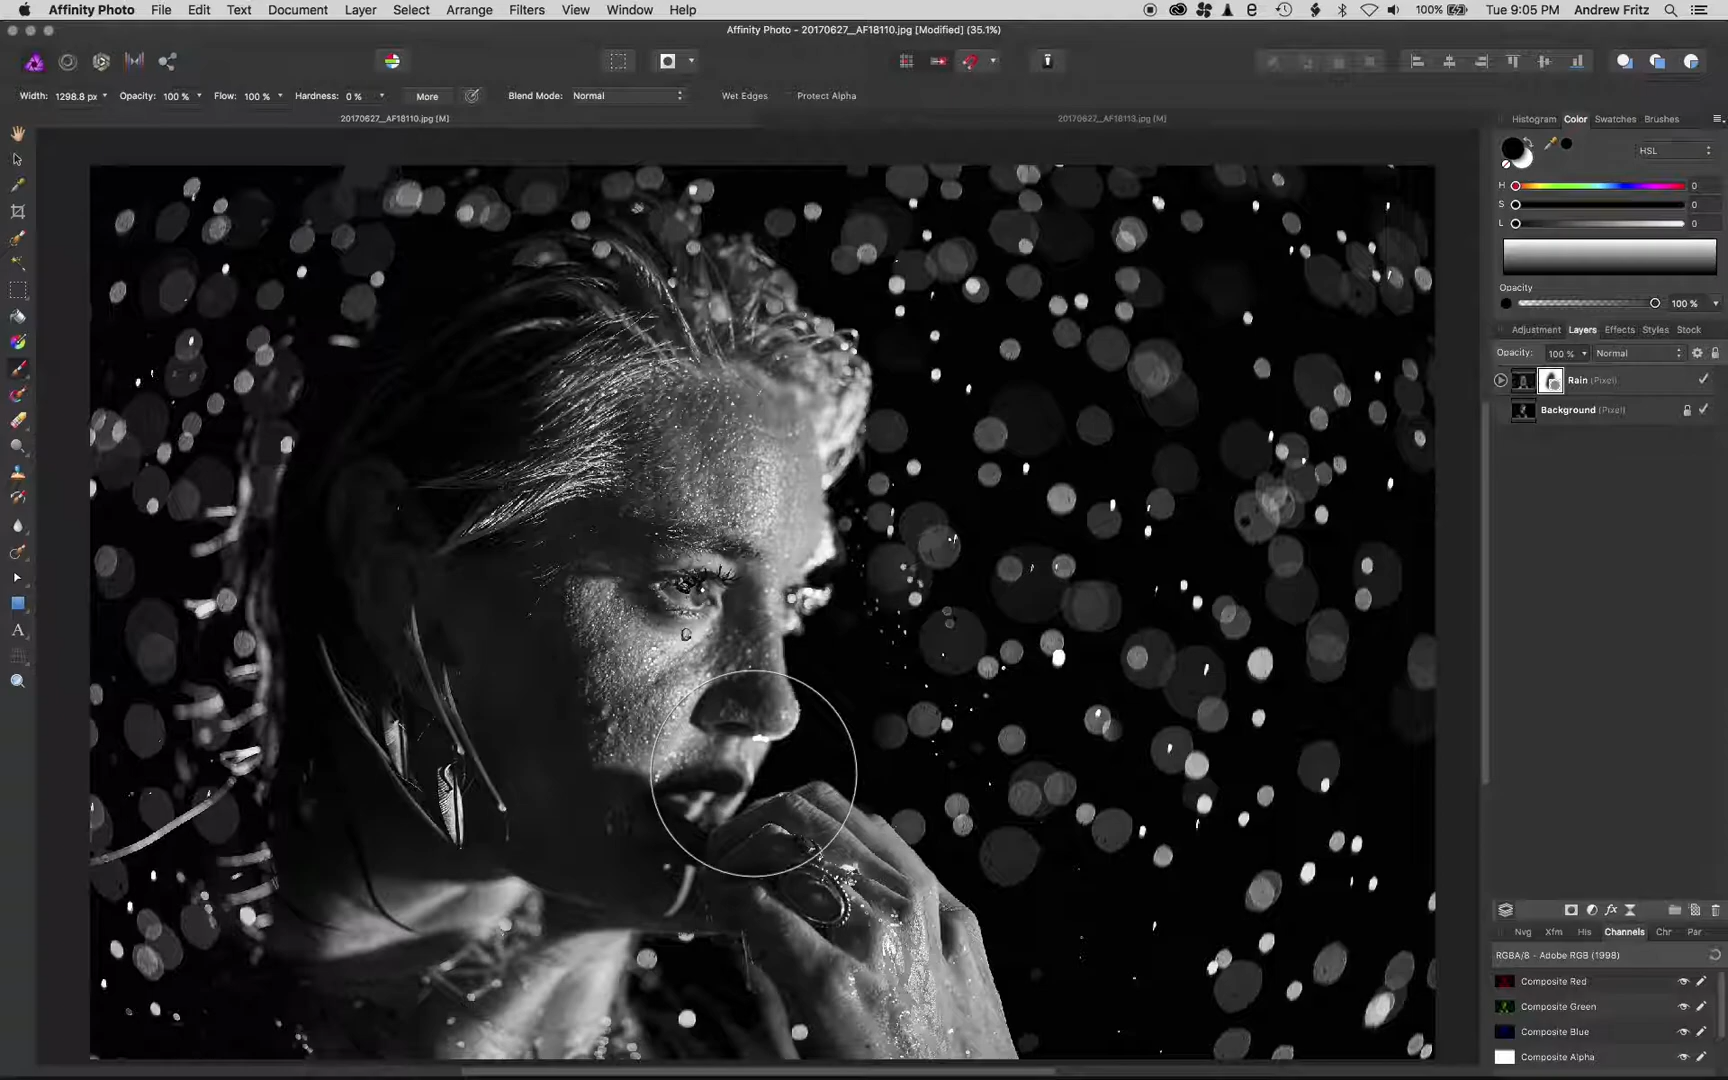 Affinity Photo File Edit Text Document Layer Select Arrange Filters View Window Help 100% Tue 9:05 PM Andrew Fritz
Affinity Photo - 20170627__AF18110.jpg [Modified] (35.1%)
Width: 1298.8 px Opacity: 100 % Flow: 100 % Hardness: 0 % More Blend Mode: Normal Wet Edges Protect Alpha
20170627__AF18110.jpg [M] 20170627__AF18113.jpg [M]
Histogram Color Swatches Brushes
HSL
H 0
S 0
L 0
Opacity
100 %
Adjustment Layers Effects Styles Stock
Opacity: 100 % Normal
Rain (Pixel)
Background (Pixel)
Nvg Xfm His Channels Chr Par
RGBA/8 - Adobe RGB (1998)
Composite Red
Composite Green
Composite Blue
Composite Alpha